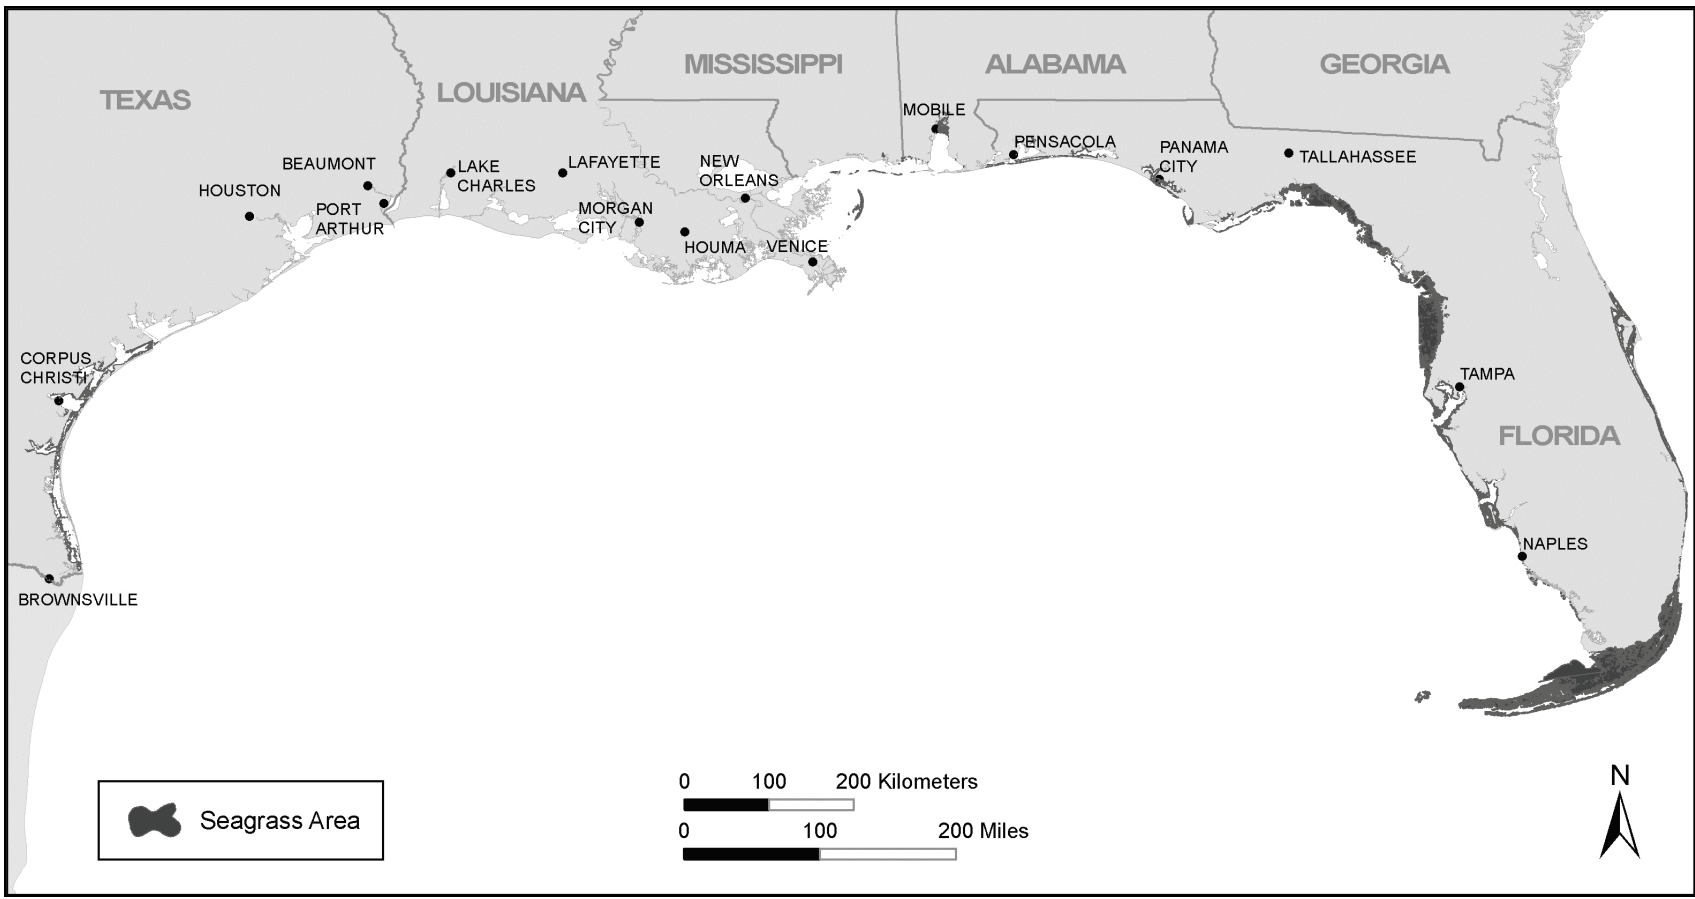 MISSISSIPPI
ALABAMA
GEORGIA
LOUISIANA
TEXAS
MOBILE
PENSACOLA
PANAMA
CITY
TALLAHASSEE
BEAUMONT
LAKE
CHARLES
LAFAYETTE
NEW
ORLEANS
HOUSTON
PORT
ARTHUR
MORGAN
CITY
HOUMA
VENICE
CORPUS
CHRISTI
TAMPA
FLORIDA
NAPLES
BROWNSVILLE
Seagrass Area
0 100 200 Kilometers
0 100 200 Miles
N